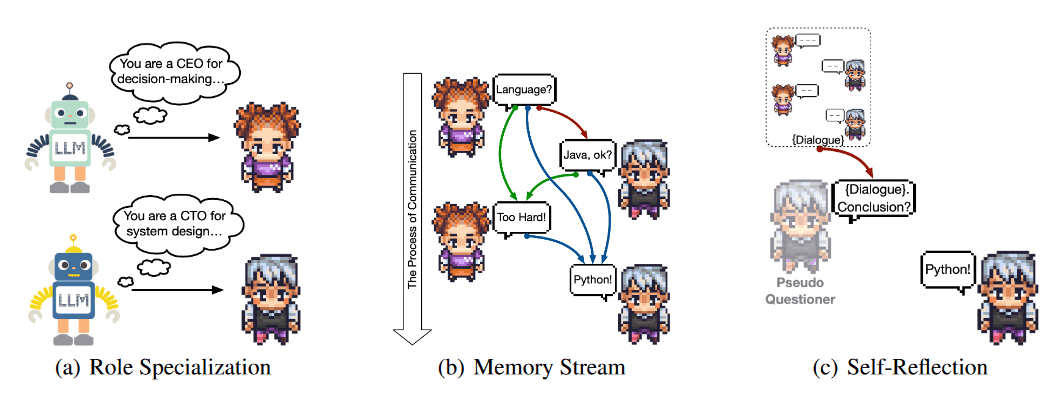 You are a CEO for
decision-making…
LLM
You are a CTO for
system design…
LLM
(a) Role Specialization
The Process of Communication
Language?
Java, ok?
Too Hard!
Python!
(b) Memory Stream
{Dialogue}
{Dialogue}.
Conclusion?
Pseudo
Questioner
Python!
(c) Self-Reflection